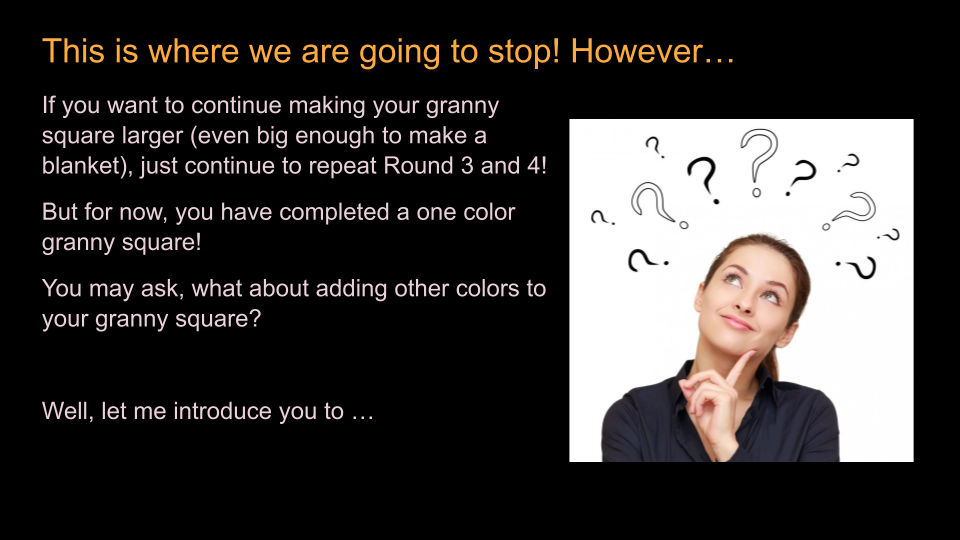 This is where we are going to stop! However…
If you want to continue making your granny
square larger (even big enough to make a
blanket), just continue to repeat Round 3 and 4!
But for now, you have completed a one color
granny square!
You may ask, what about adding other colors to
your granny square?
Well, let me introduce you to …